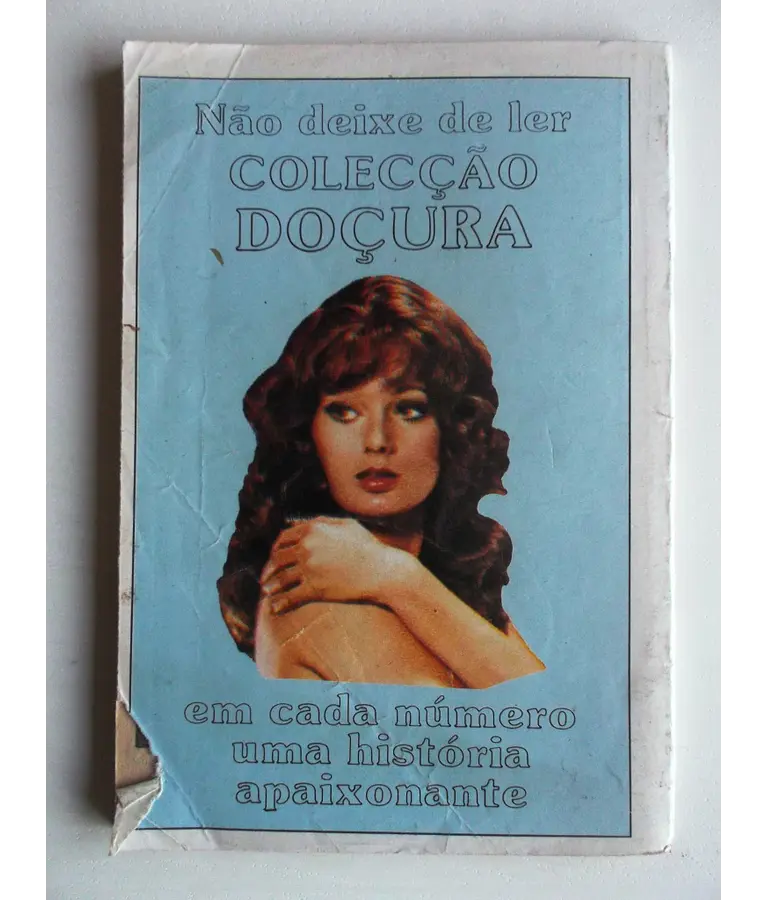 Não deixe de ler
COLECÇÃO
DOÇURA
em cada número
uma história
apaixonante